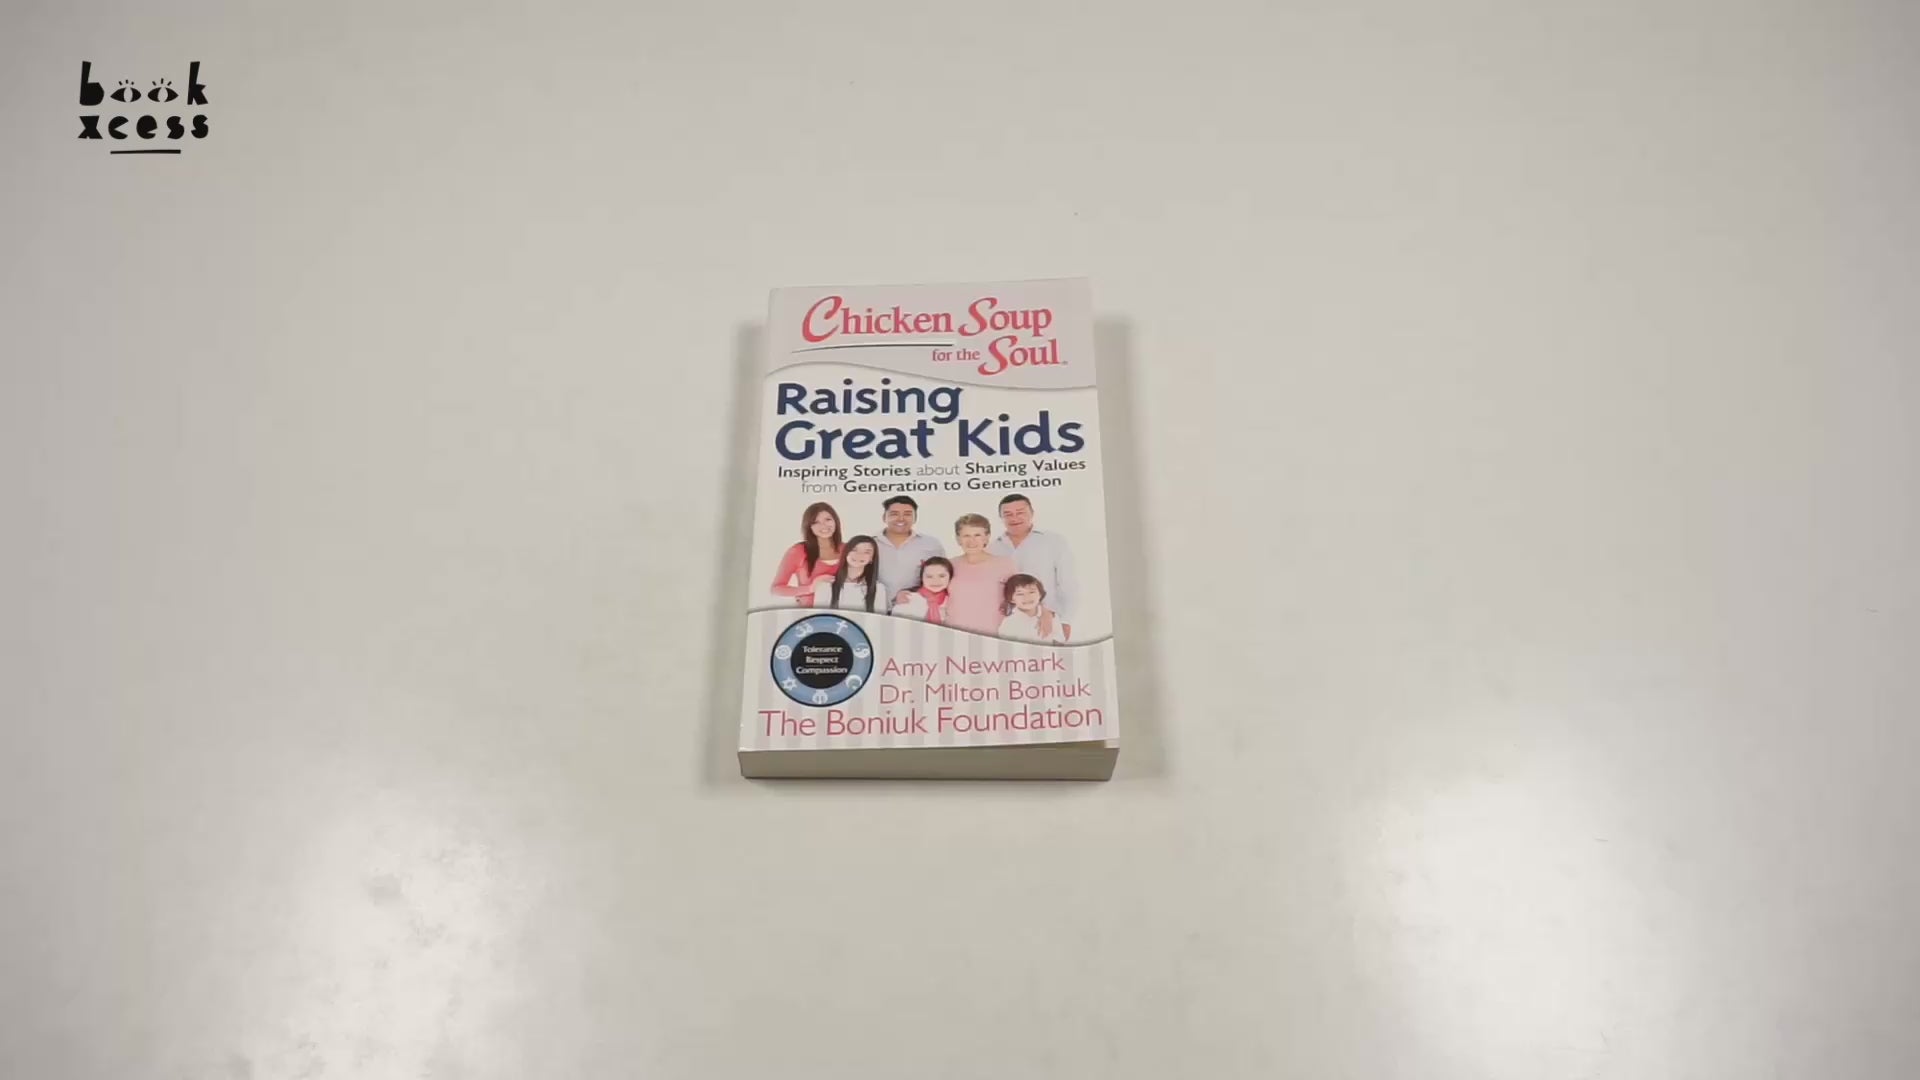 book
xcess
Chicken Soup
for the Soul
Raising
Great Kids
Inspiring Stories about Sharing Values
from Generation to Generation
Tolerance
Respect
Compassion
Amy Newmark
Dr. Milton Boniuk
The Boniuk Foundation